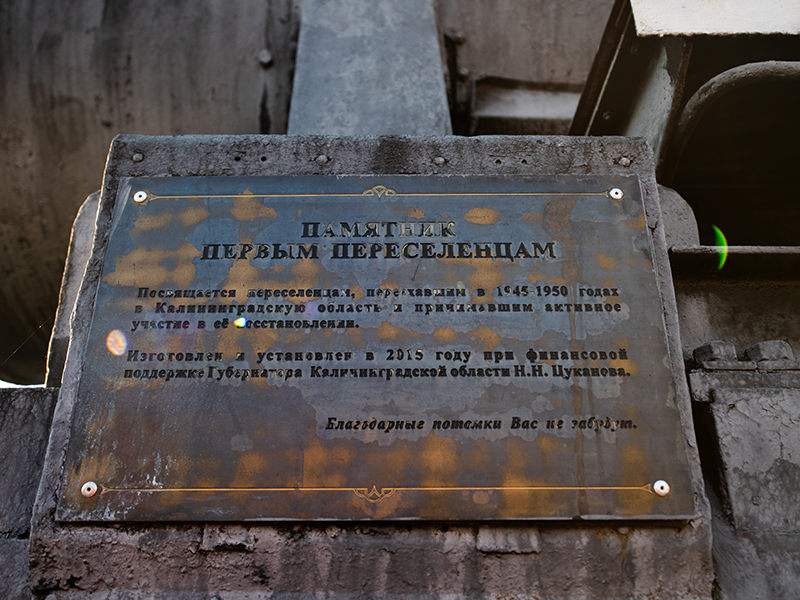 ПАМЯТНИК
ПЕРВЫМ ПЕРЕСЕЛЕНЦАМ
Посвящается переселенцам, переехавшим в 1945-1950 годах
в Калининградскую область и принимавшим активное
участие в её восстановлении.
Изготовлен и установлен в 2015 году при финансовой
поддержке Губернатора Калининградской области Н.Н. Цуканова.
Благодарные потомки Вас не забудут.